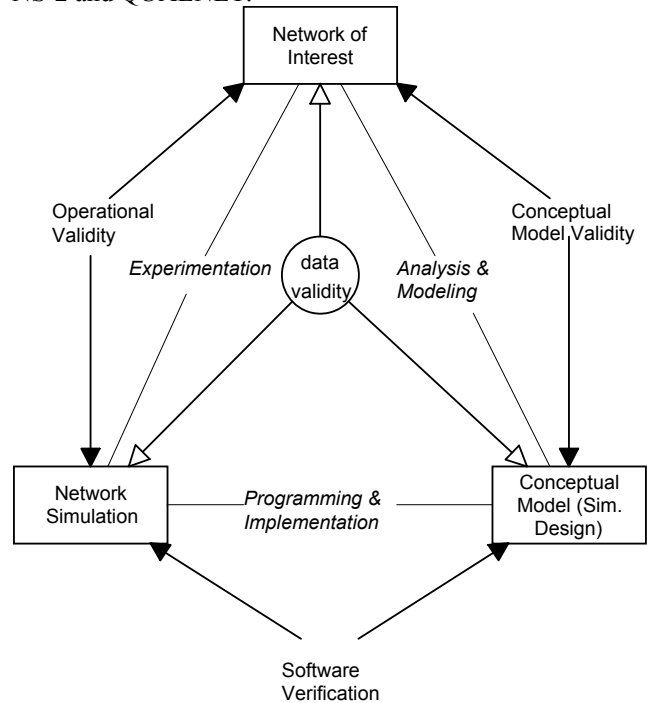 NS-2 and QUALNET.
Network of
Interest
Operational
Validity
Conceptual
Model Validity
Experimentation
data
validity
Analysis &
Modeling
Network
Simulation
Programming &
Implementation
Conceptual
Model (Sim.
Design)
Software
Verification